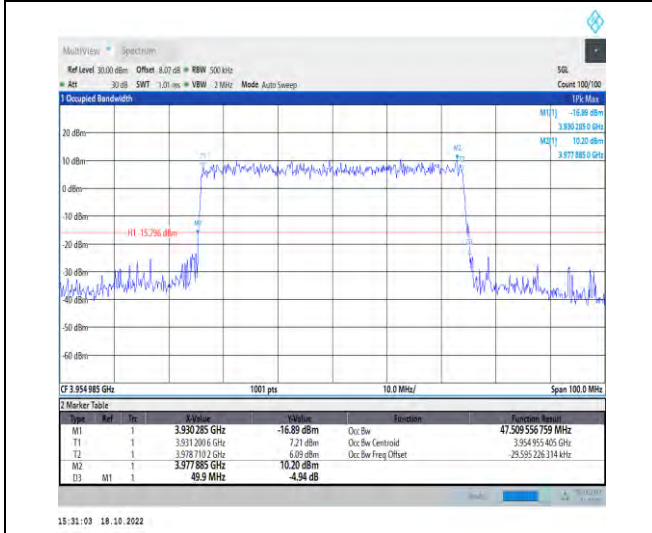 MultiView Spectrum
Ref Level 30.00 dBm Offset 8.07 dB RBW 500 kHz SGL
Att 30 dB SWT 1.01 ms VBW 2 MHz Mode Auto Sweep Count 100/100
1 Occupied Bandwidth 1Pk Max
M1[1] -16.89 dBm
3.930 285 0 GHz
M2[1] 10.20 dBm
3.977 885 0 GHz
20 dBm
M2
10 dBm
0 dBm
-10 dBm
H1 -15.796 dBm
-20 dBm
-30 dBm
-40 dBm
-50 dBm
-60 dBm
CF 3.954 985 GHz 1001 pts 10.0 MHz/ Span 100.0 MHz
2 Marker Table
Type Ref Trc X-Value Y-Value Function Function Result
M1 1 3.930 285 GHz -16.89 dBm Occ Bw 47.509 556 759 MHz
T1 1 3.931 200 6 GHz 7.21 dBm Occ Bw Centroid 3.954 955 405 GHz
T2 1 3.978 710 2 GHz 6.09 dBm Occ Bw Freq Offset -29.595 226 314 kHz
M2 1 3.977 885 GHz 10.20 dBm
D3 M1 1 49.9 MHz -4.94 dB
15:31:03 18.10.2022